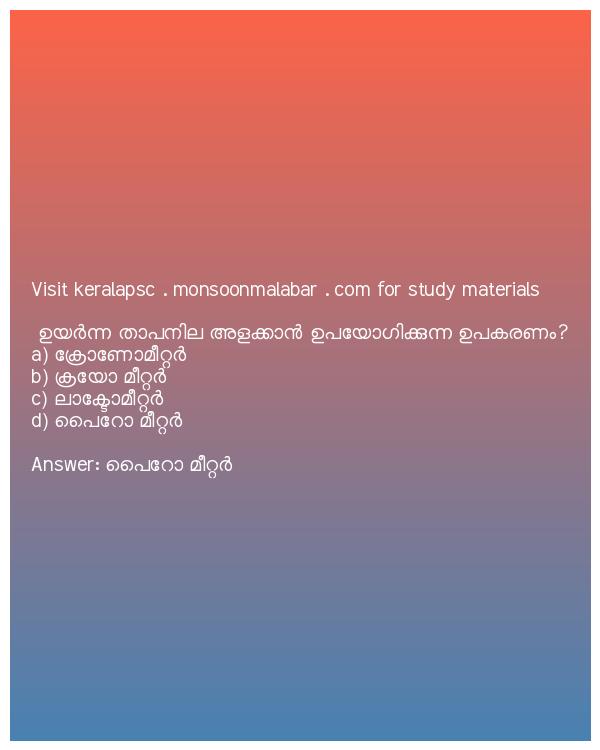 Visit keralapsc . monsoonmalabar . com for study materials
ഉയർന്ന താപനില അളക്കാൻ ഉപയോഗിക്കുന്ന ഉപകരണം?
a) ക്രോണോമീറ്റർ
b) ക്രയോ മീറ്റർ
c) ലാക്ടോമീറ്റർ
d) പൈറോ മീറ്റർ
Answer: പൈറോ മീറ്റർ